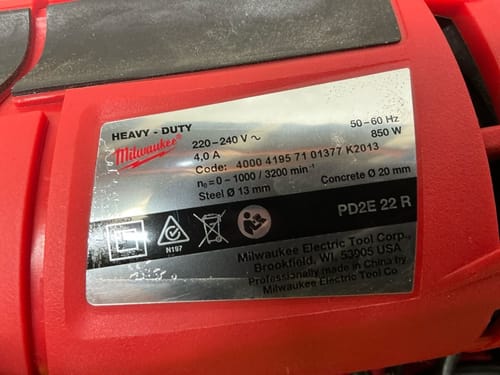 HEAVY - DUTY
Milwaukee®
220–240 V ~ 50–60 Hz
4,0 A 850 W
Code: 4000 4195 71 01377 K2013
n₀ = 0 – 1000 / 3200 min⁻¹
Steel Ø 13 mm Concrete Ø 20 mm
PD2E 22 R
N197
Milwaukee Electric Tool Corp.,
Brookfield, WI, 53905 USA
Professionally made in China by
Milwaukee Electric Tool Co